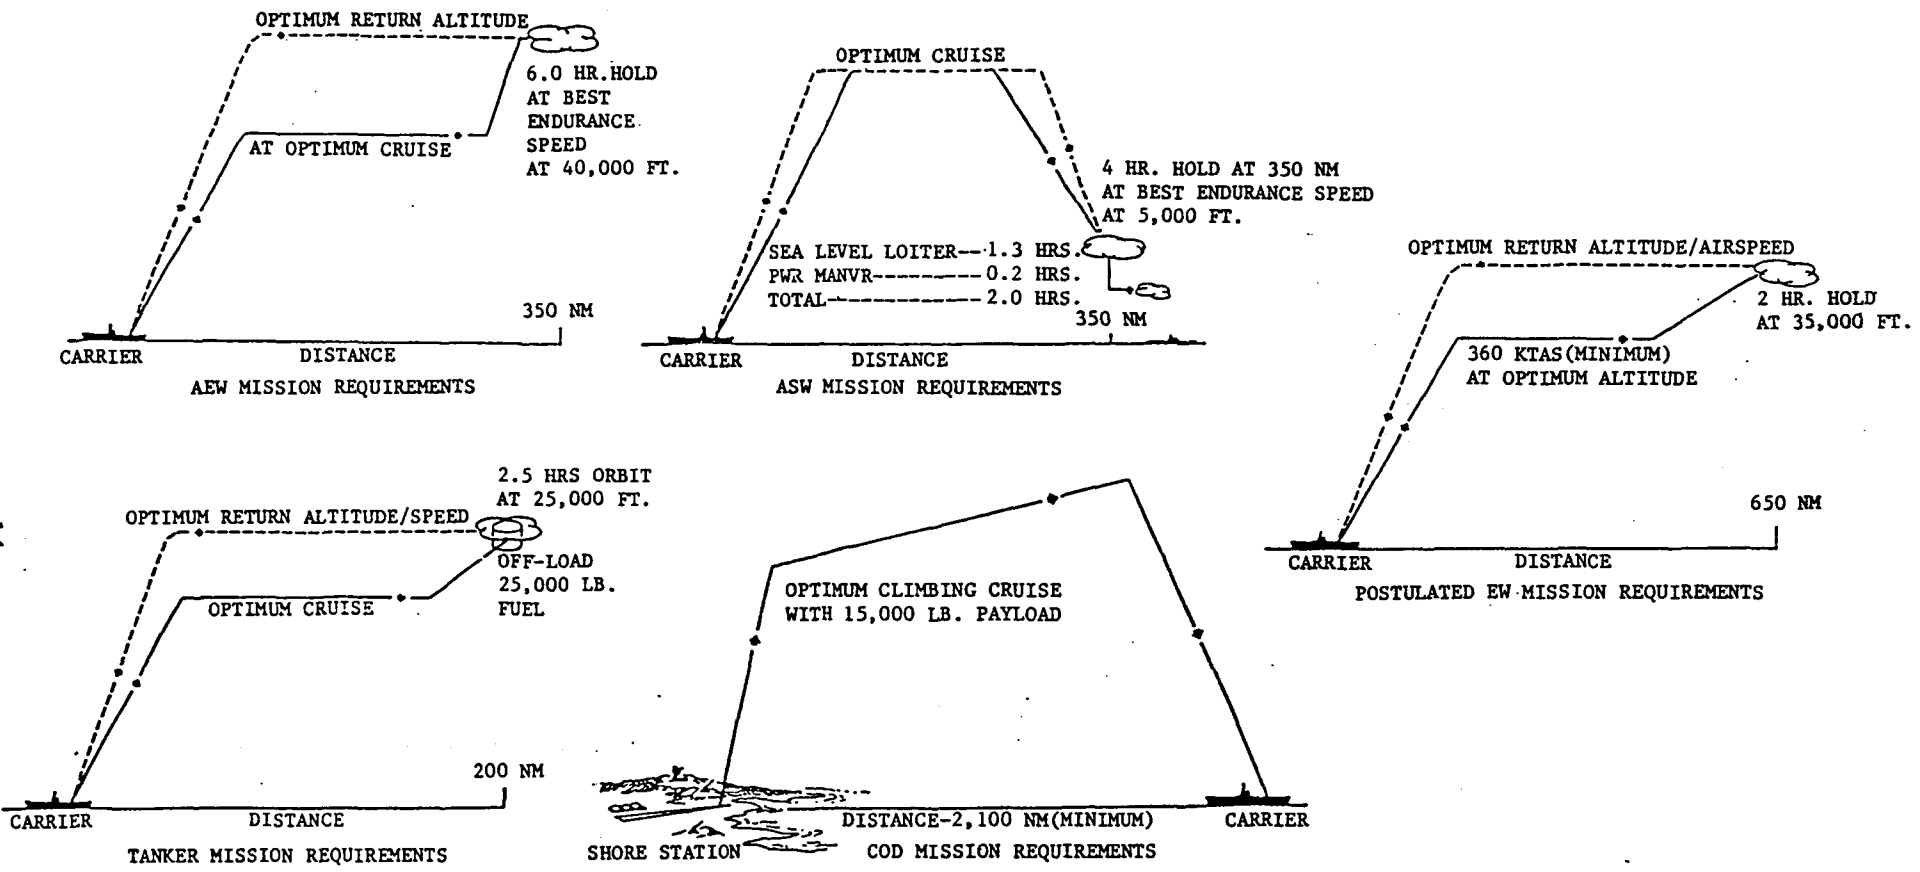 OPTIMUM RETURN ALTITUDE
6.0 HR.HOLD
AT BEST
ENDURANCE
SPEED
AT 40,000 FT.
AT OPTIMUM CRUISE
350 NM
CARRIER
DISTANCE
AEW MISSION REQUIREMENTS
OPTIMUM CRUISE
4 HR. HOLD AT 350 NM
AT BEST ENDURANCE SPEED
AT 5,000 FT.
SEA LEVEL LOITER--1.3 HRS.
PWR MANVR---------0.2 HRS.
TOTAL-------------2.0 HRS.
350 NM
CARRIER
DISTANCE
ASW MISSION REQUIREMENTS
OPTIMUM RETURN ALTITUDE/AIRSPEED
2 HR. HOLD
AT 35,000 FT.
360 KTAS(MINIMUM)
AT OPTIMUM ALTITUDE
650 NM
CARRIER
DISTANCE
POSTULATED EW MISSION REQUIREMENTS
2.5 HRS ORBIT
AT 25,000 FT.
OPTIMUM RETURN ALTITUDE/SPEED
OFF-LOAD
25,000 LB.
FUEL
OPTIMUM CRUISE
200 NM
CARRIER
DISTANCE
TANKER MISSION REQUIREMENTS
OPTIMUM CLIMBING CRUISE
WITH 15,000 LB. PAYLOAD
DISTANCE-2,100 NM(MINIMUM)
CARRIER
SHORE STATION
COD MISSION REQUIREMENTS